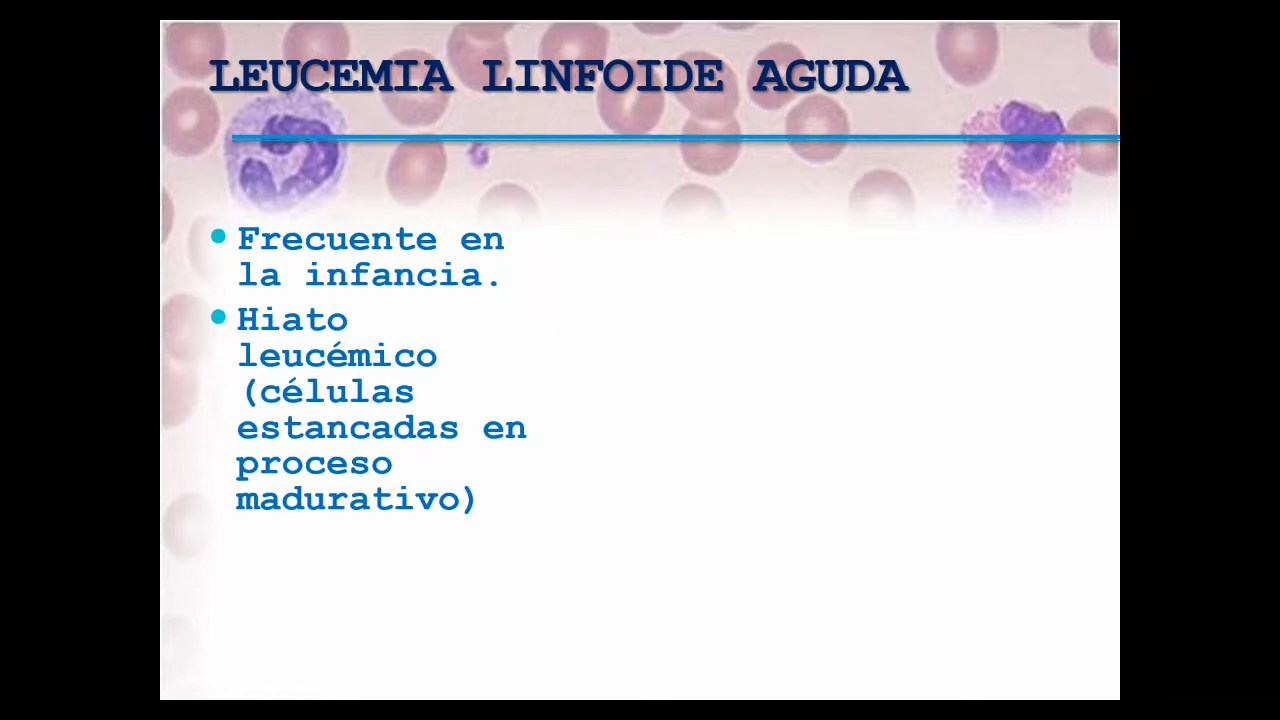 LEUCEMIA LINFOIDE AGUDA
• Frecuente en
la infancia.
• Hiato
leucémico
(células
estancadas en
proceso
madurativo)